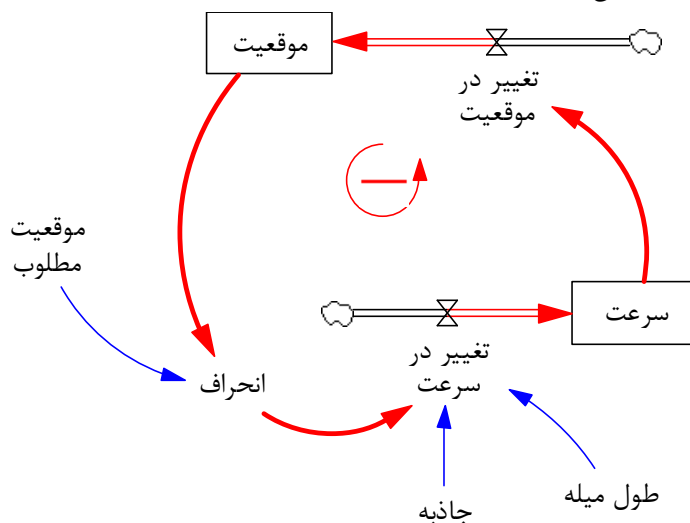 موقعیت
تغییر در
موقعیت
موقعیت
مطلوب
سرعت
تغییر در
سرعت
انحراف
طول میله
جاذبه